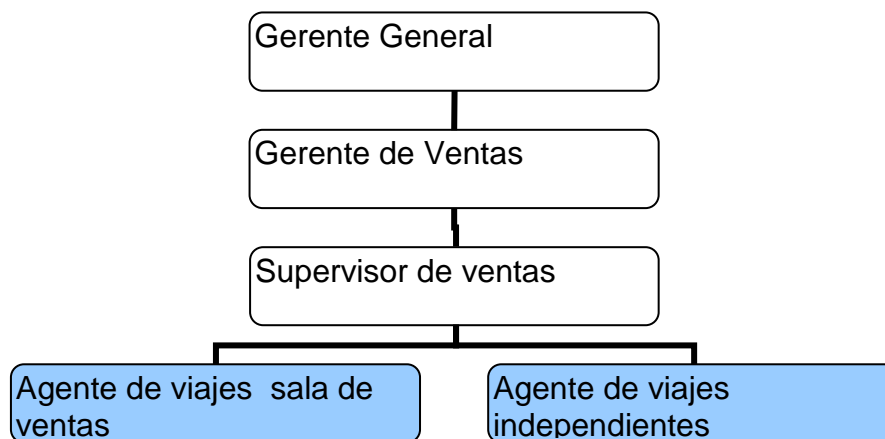 Gerente General
Gerente de Ventas
Supervisor de ventas
Agente de viajes  sala de
ventas
Agente de viajes
independientes